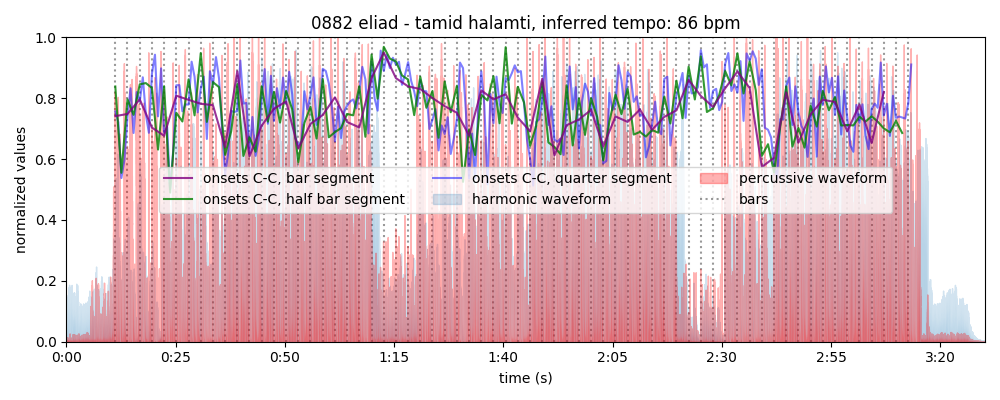 0882 eliad - tamid halamti, inferred tempo: 86 bpm
normalized values
1.0
0.8
0.6
0.4
0.2
0.0
onsets C-C, bar segment
onsets C-C, half bar segment
onsets C-C, quarter segment
harmonic waveform
percussive waveform
bars
0:00 0:25 0:50 1:15 1:40 2:05 2:30 2:55 3:20
time (s)